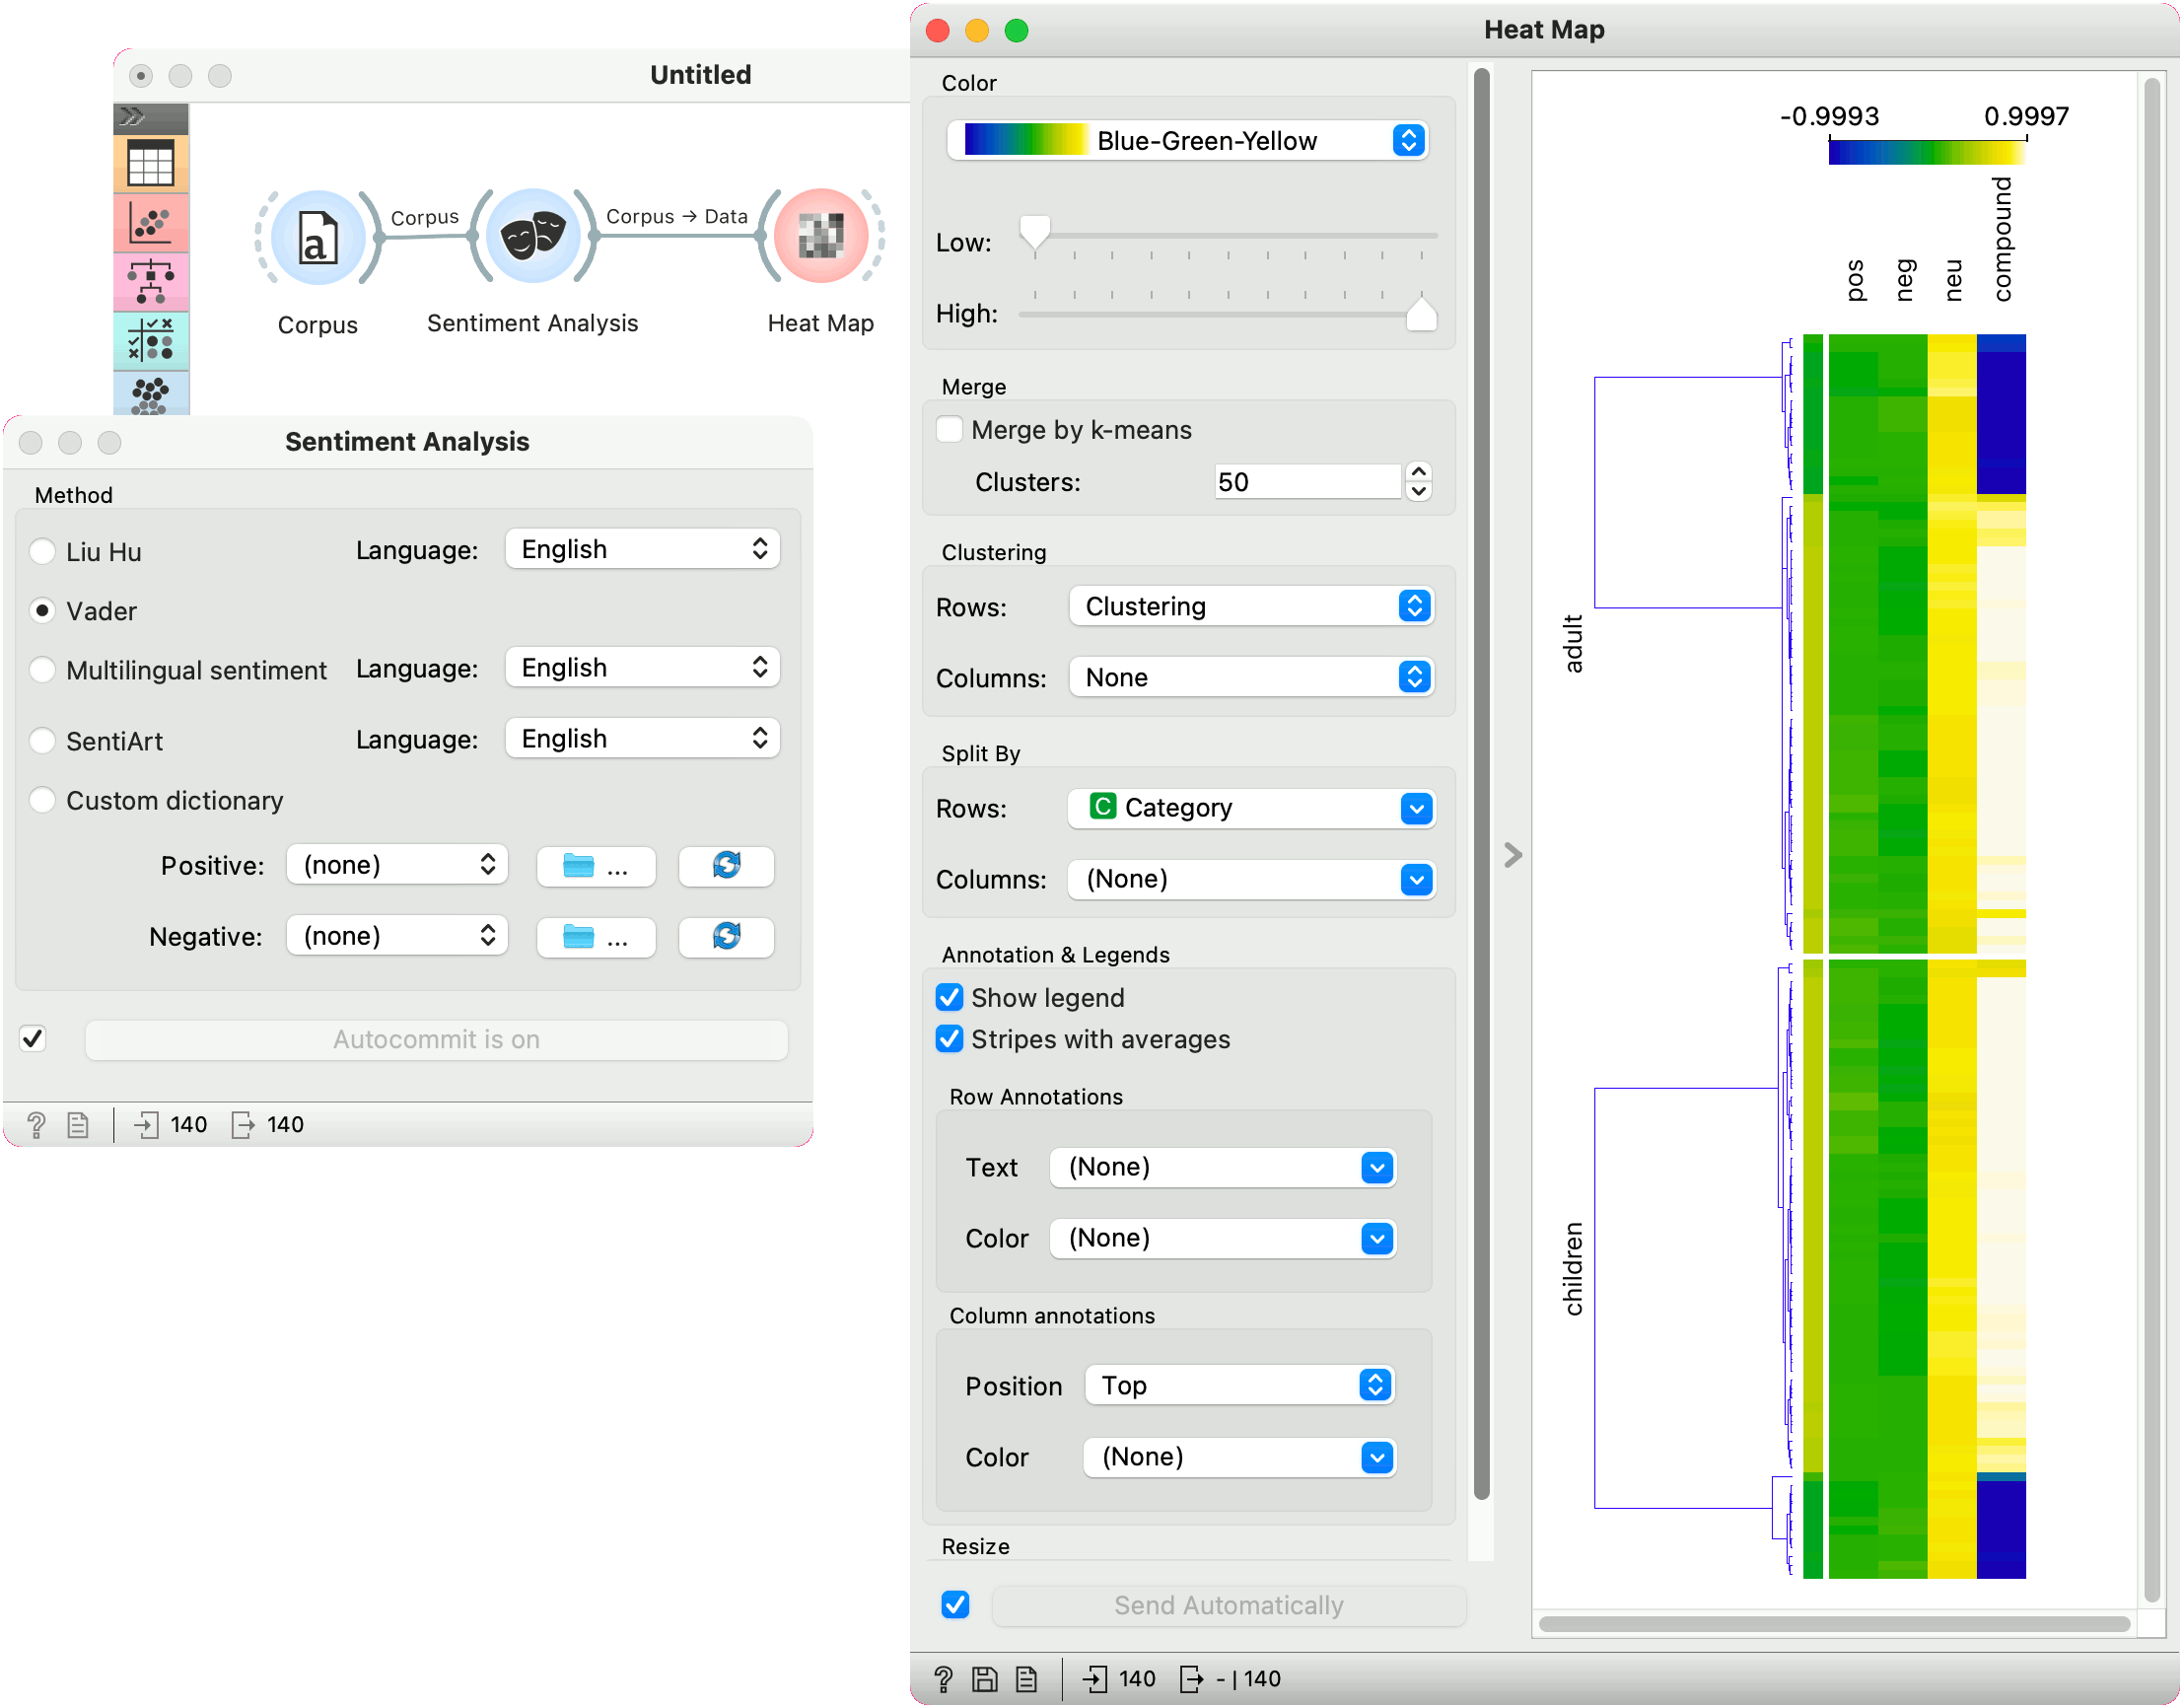 Untitled
Corpus
Corpus → Data
a
Corpus
Sentiment Analysis
Heat Map
Sentiment Analysis
Method
Liu Hu
Language:
English
Vader
Multilingual sentiment
Language:
English
SentiArt
Language:
English
Custom dictionary
Positive:
(none)
...
Negative:
(none)
...
Autocommit is on
? 140 140
Heat Map
Color
Blue-Green-Yellow
Low:
High:
Merge
Merge by k-means
Clusters:
50
Clustering
Rows:
Clustering
Columns:
None
Split By
Rows:
C Category
Columns:
(None)
Annotation & Legends
Show legend
Stripes with averages
Row Annotations
Text
(None)
Color
(None)
Column annotations
Position
Top
Color
(None)
Resize
Send Automatically
? 140 - | 140
-0.9993
0.9997
pos
neg
neu
compound
adult
children